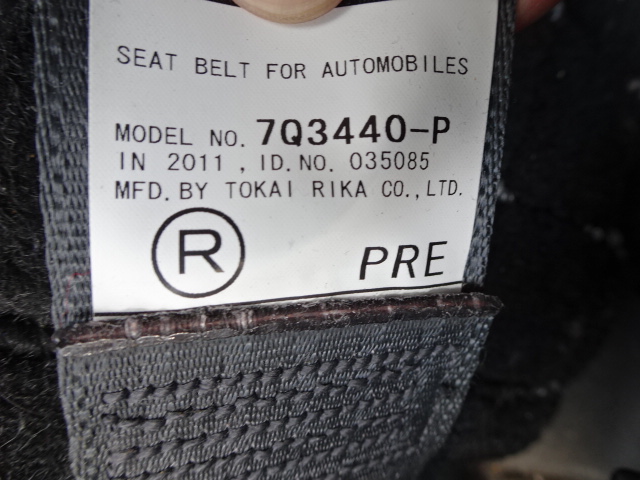 SEAT BELT FOR AUTOMOBILES
MODEL NO. 7Q3440-P
IN 2011, ID. NO. 035085
MFD. BY TOKAI RIKA CO., LTD.
R PRE